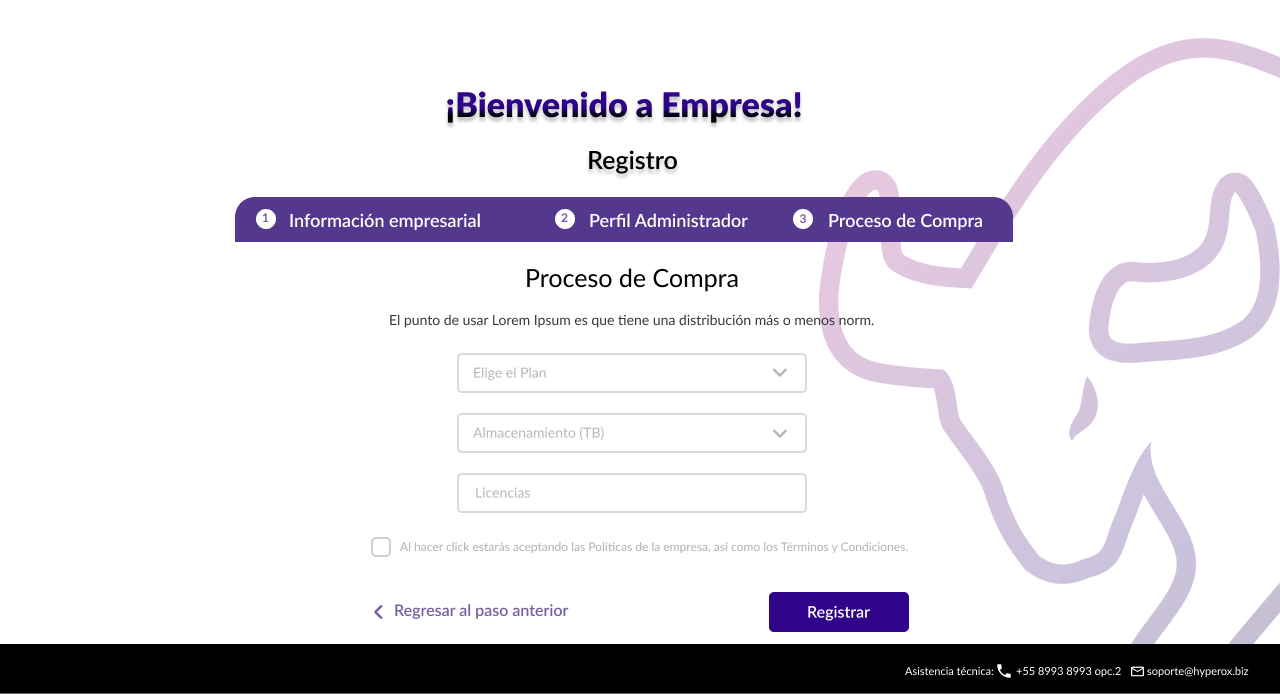 ¡Bienvenido a Empresa!
Registro
1 Información empresarial 2 Perfil Administrador 3 Proceso de Compra
Proceso de Compra
El punto de usar Lorem Ipsum es que tiene una distribución más o menos norm.
Elige el Plan
Almacenamiento (TB)
Licencias
Al hacer click estarás aceptando las Políticas de la empresa, así como los Términos y Condiciones.
Regresar al paso anterior Registrar
Asistencia técnica: +55 8993 8993 opc.2 soporte@hyperox.biz